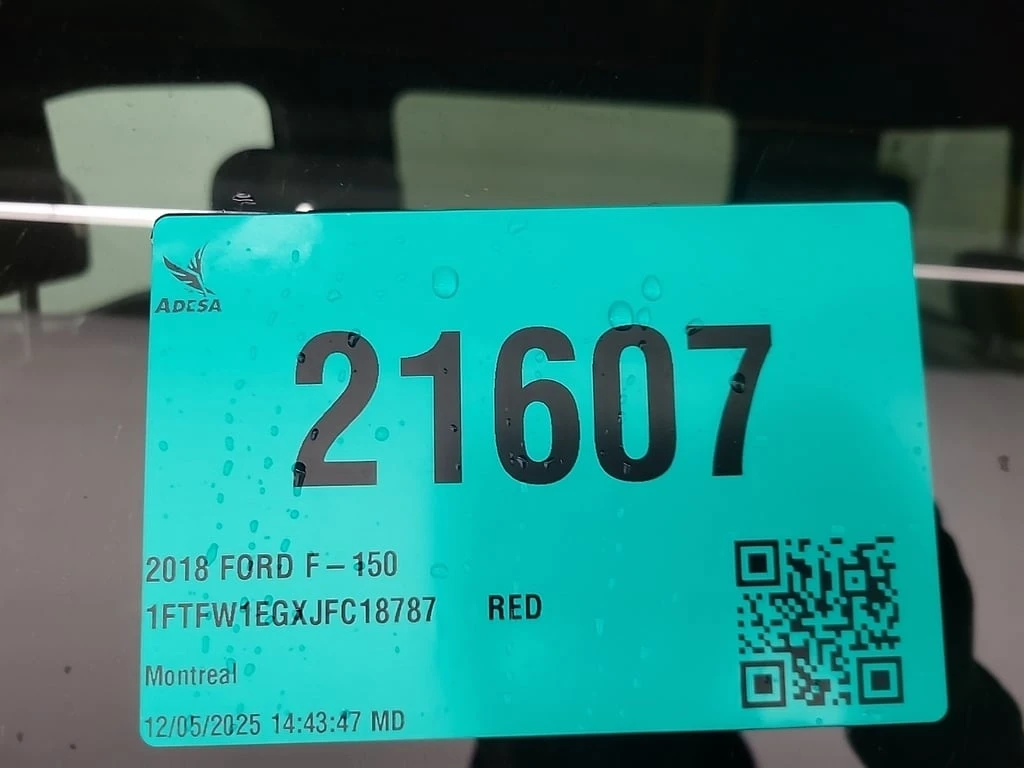 ADESA
21607
2018 FORD F-150
1FTFW1EGXJFC18787 RED
Montreal
12/05/2025 14:43:47 MD